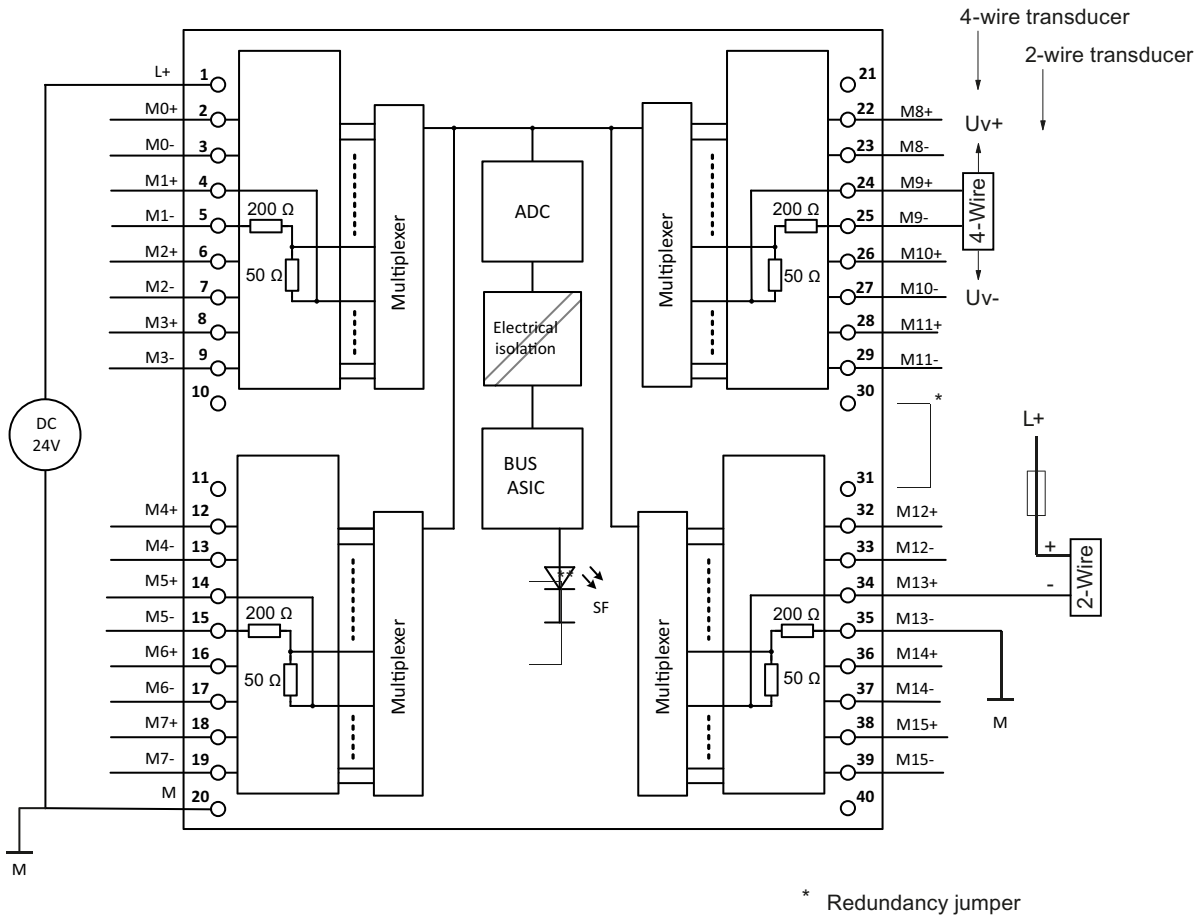 4-wire transducer
2-wire transducer
L+ 1
M0+ 2
M0- 3
M1+ 4
M1- 5
M2+ 6
M2- 7
M3+ 8
M3- 9
10
200 Ω
50 Ω
Multiplexer
ADC
Electrical
isolation
BUS
ASIC
**
SF
Multiplexer
200 Ω
50 Ω
21
22 M8+
23 M8-
24 M9+
25 M9-
26 M10+
27 M10-
28 M11+
29 M11-
30
Uv+
4-Wire
Uv-
*
DC
24V
11
M4+ 12
M4- 13
M5+ 14
M5- 15
M6+ 16
M6- 17
M7+ 18
M7- 19
M 20
M
200 Ω
50 Ω
Multiplexer
Multiplexer
200 Ω
50 Ω
31
32 M12+
33 M12-
34 M13+
35 M13-
36 M14+
37 M14-
38 M15+
39 M15-
40
L+
+
-
2-Wire
M
* Redundancy jumper